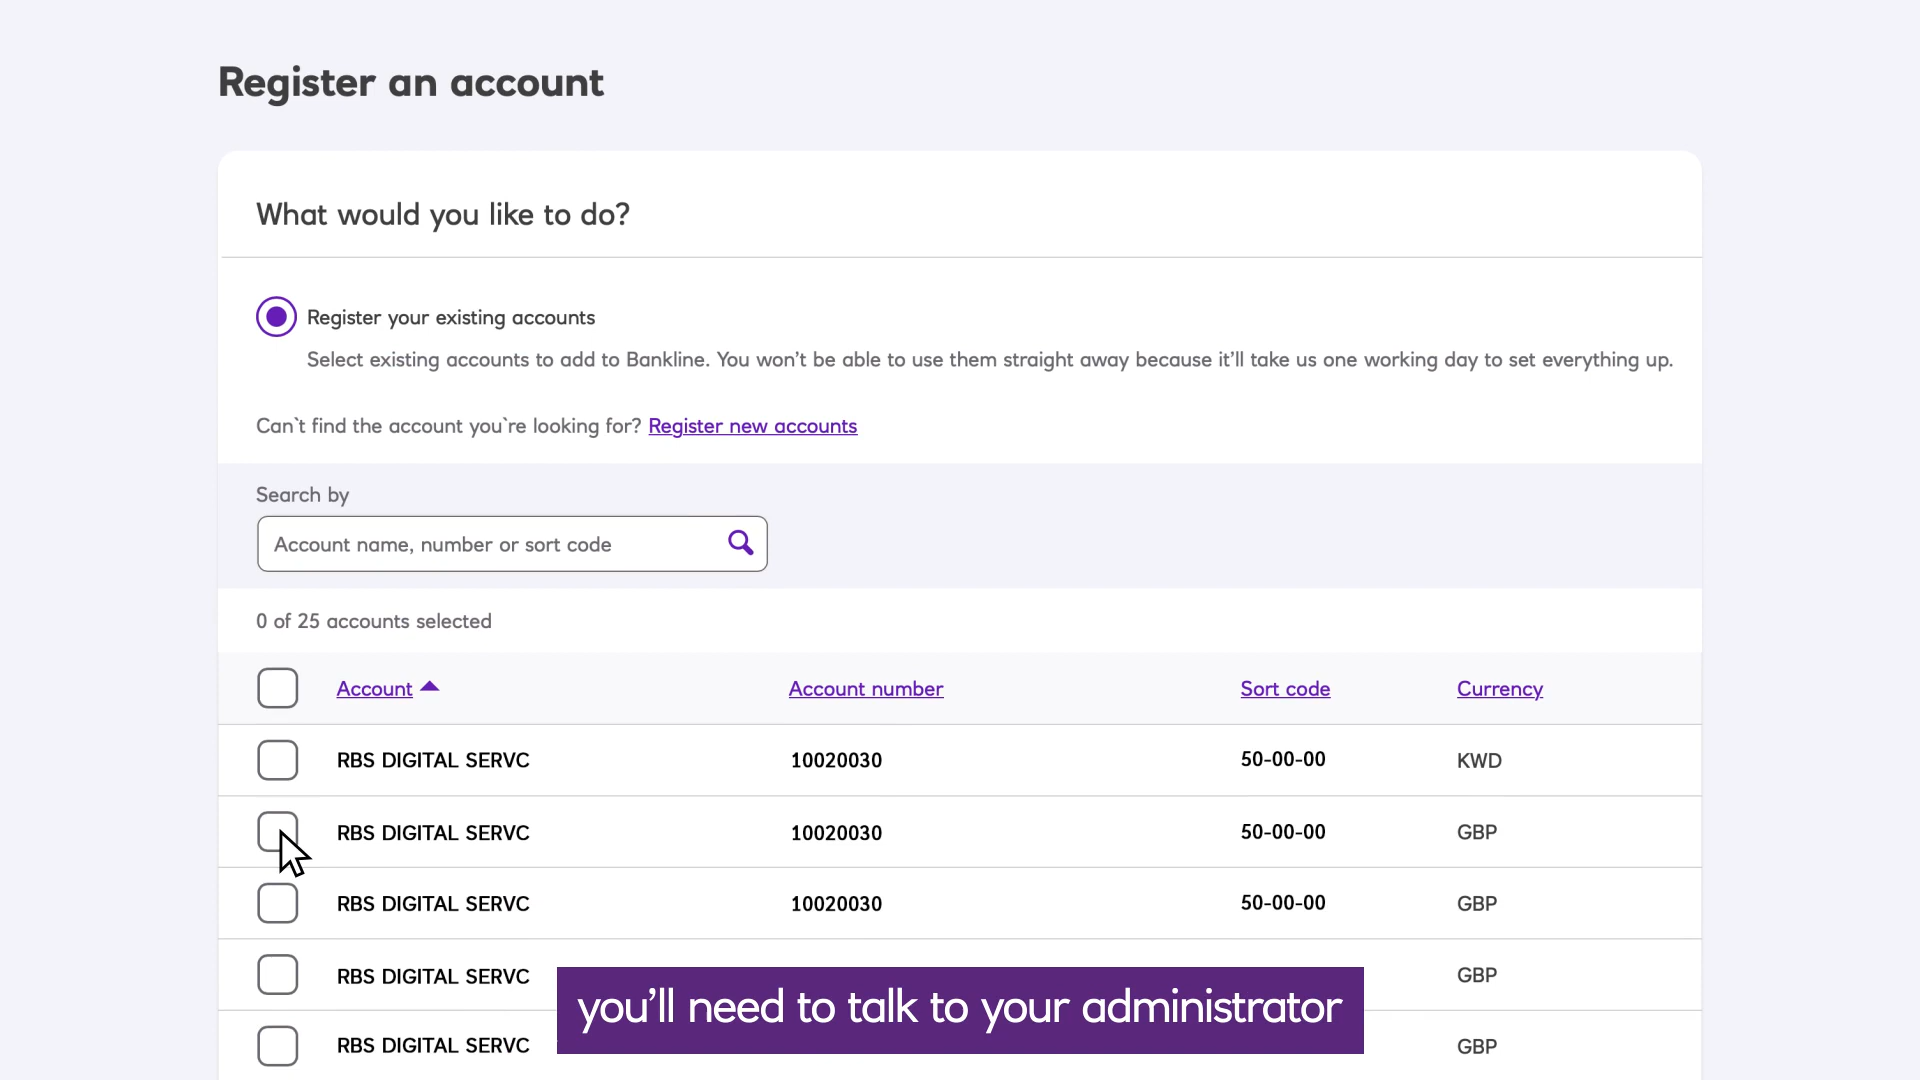 Register an account
What would you like to do?
Register your existing accounts
Select existing accounts to add to Bankline. You won't be able to use them straight away because it'll take us one working day to set everything up.
Can`t find the account you`re looking for? Register new accounts
Search by
Account name, number or sort code
0 of 25 accounts selected
Account Account number Sort code Currency
RBS DIGITAL SERVC 10020030 50-00-00 KWD
RBS DIGITAL SERVC 10020030 50-00-00 GBP
RBS DIGITAL SERVC 10020030 50-00-00 GBP
RBS DIGITAL SERVC GBP
you'll need to talk to your administrator
RBS DIGITAL SERVC GBP